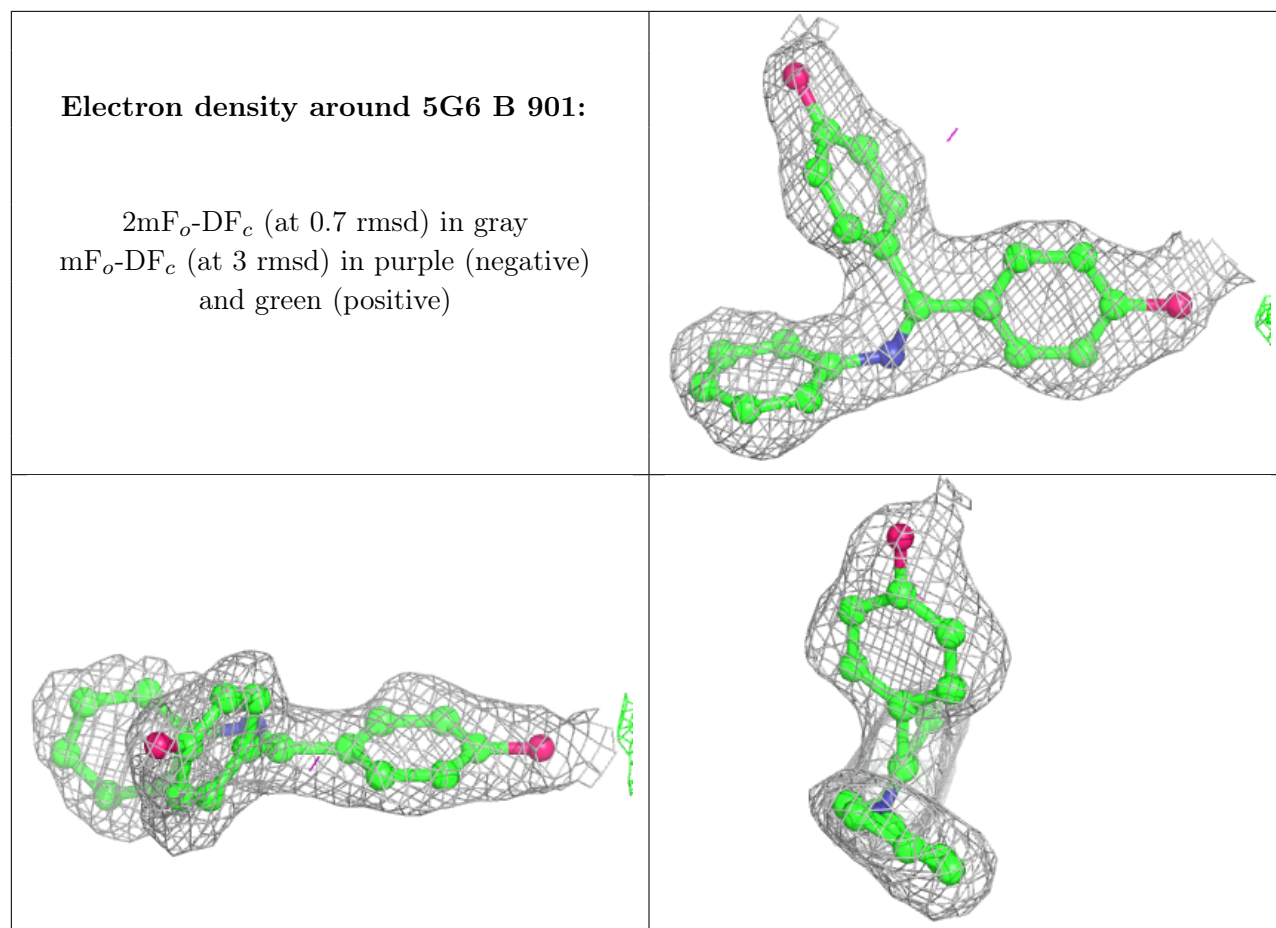 Electron density around 5G6 B 901:
2mFo-DFc (at 0.7 rmsd) in gray
mFo-DFc (at 3 rmsd) in purple (negative)
and green (positive)